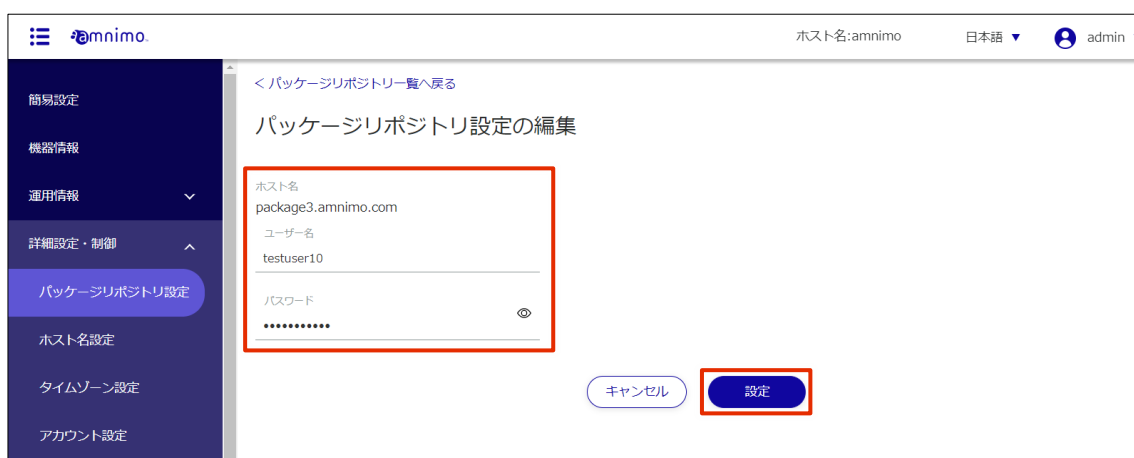 amnimo
ホスト名:amnimo
日本語 ▼
admin
簡易設定
機器情報
運用情報
詳細設定・制御
パッケージリポジトリ設定
ホスト名設定
タイムゾーン設定
アカウント設定
< パッケージリポジトリ一覧へ戻る
パッケージリポジトリ設定の編集
ホスト名
package3.amnimo.com
ユーザー名
testuser10
パスワード
•••••••••••
キャンセル
設定